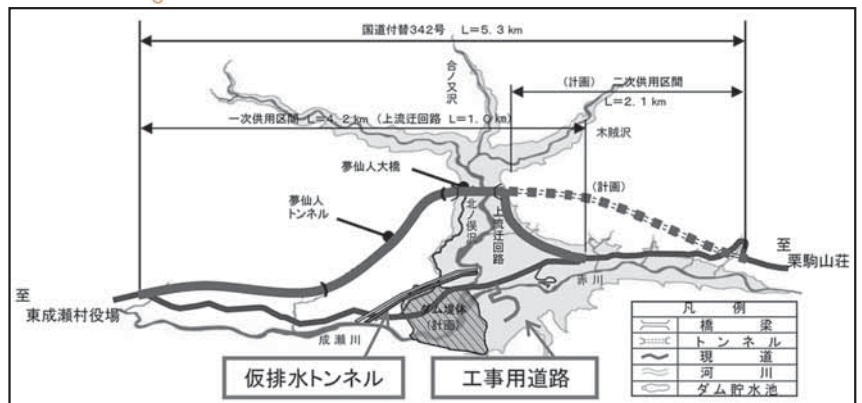 国道付替342号　L=5.3km
合ノ又沢
(計画)　二次供用区間
L=2.1km
一次供用区間 L=4.2km (上流迂回路 L=1.0km)
木賊沢
夢仙人大橋
(計画)
夢仙人
トンネル
北ノ俣沢
上流迂回路
至
栗駒山荘
至
東成瀬村役場
赤川
ダム堤体
(計画)
成瀬川
仮排水トンネル
工事用道路
凡　例
橋　梁
トンネル
現　道
河　川
ダム貯水池